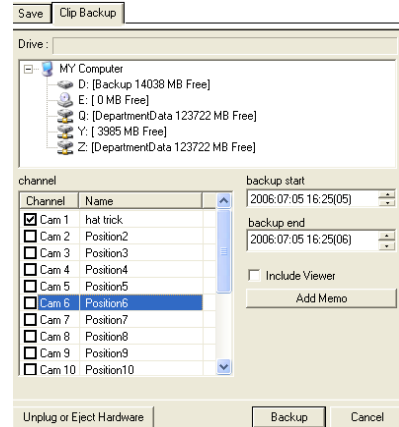 Save Clip Backup
Drive :
MY Computer
D: [Backup 14038 MB Free]
E: [ 0 MB Free]
Q: [DepartmentData 123722 MB Free]
Y: [ 3985 MB Free]
Z: [DepartmentData 123722 MB Free]
channel
Channel Name
Cam 1 hat trick
Cam 2 Position2
Cam 3 Position3
Cam 4 Position4
Cam 5 Position5
Cam 6 Position6
Cam 7 Position7
Cam 8 Position8
Cam 9 Position9
Cam 10 Position10
backup start
2006:07:05 16:25(05)
backup end
2006:07:05 16:25(06)
Include Viewer
Add Memo
Unplug or Eject Hardware Backup Cancel